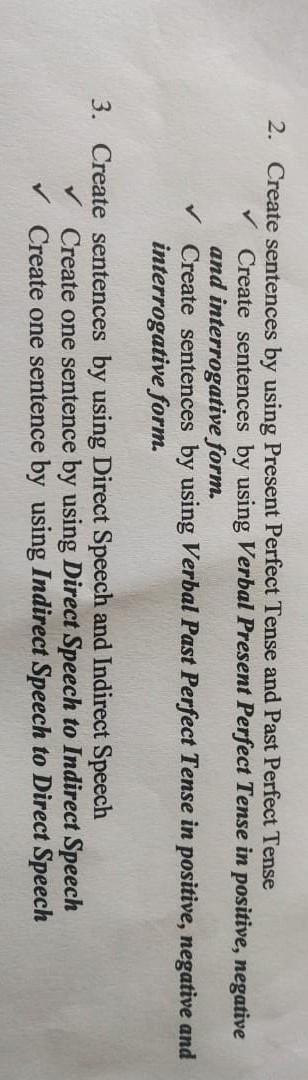 2. Create sentences by using Present Perfect Tense and Past Perfect Tense
✓ Create sentences by using Verbal Present Perfect Tense in positive, negative
and interrogative form.
✓ Create sentences by using Verbal Past Perfect Tense in positive, negative and
interrogative form.
3. Create sentences by using Direct Speech and Indirect Speech
✓ Create one sentence by using Direct Speech to Indirect Speech
✓ Create one sentence by using Indirect Speech to Direct Speech